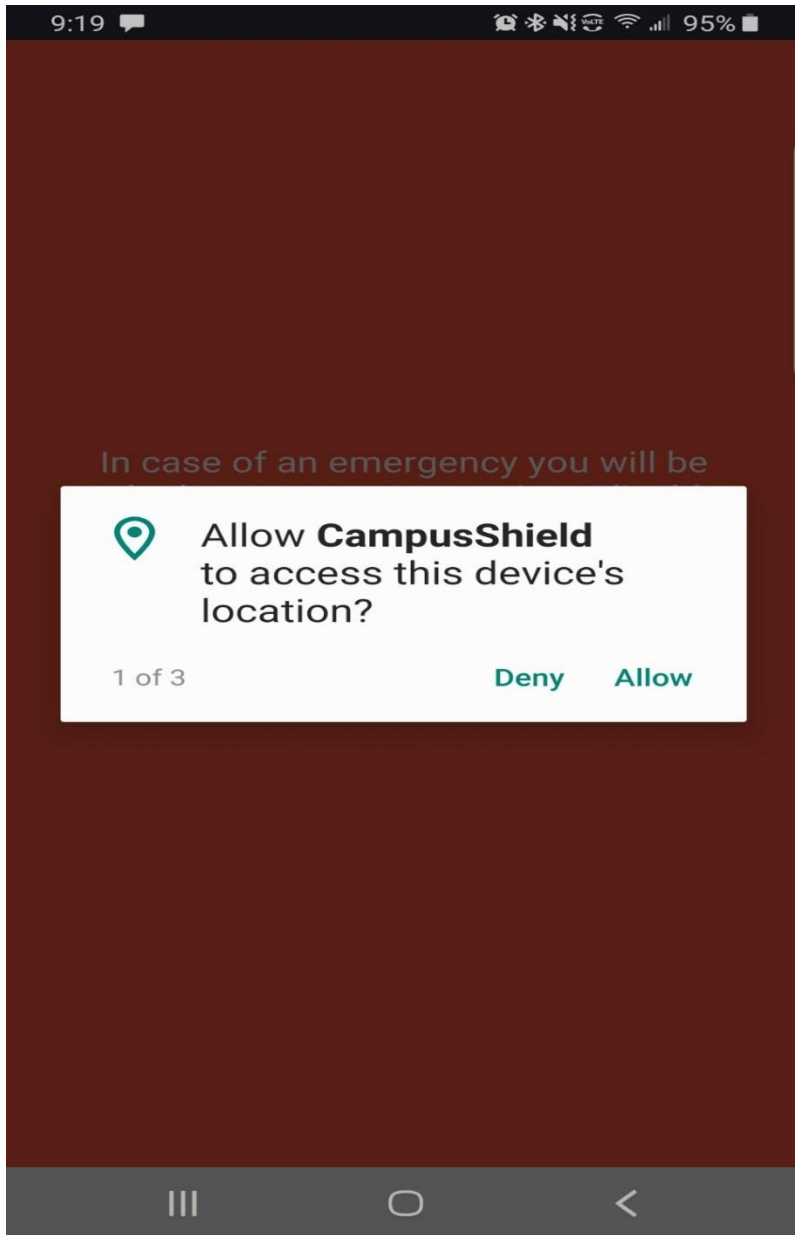 9:19
95%
In case of an emergency you will be
Allow CampusShield
to access this device's
location?
1 of 3
Deny Allow